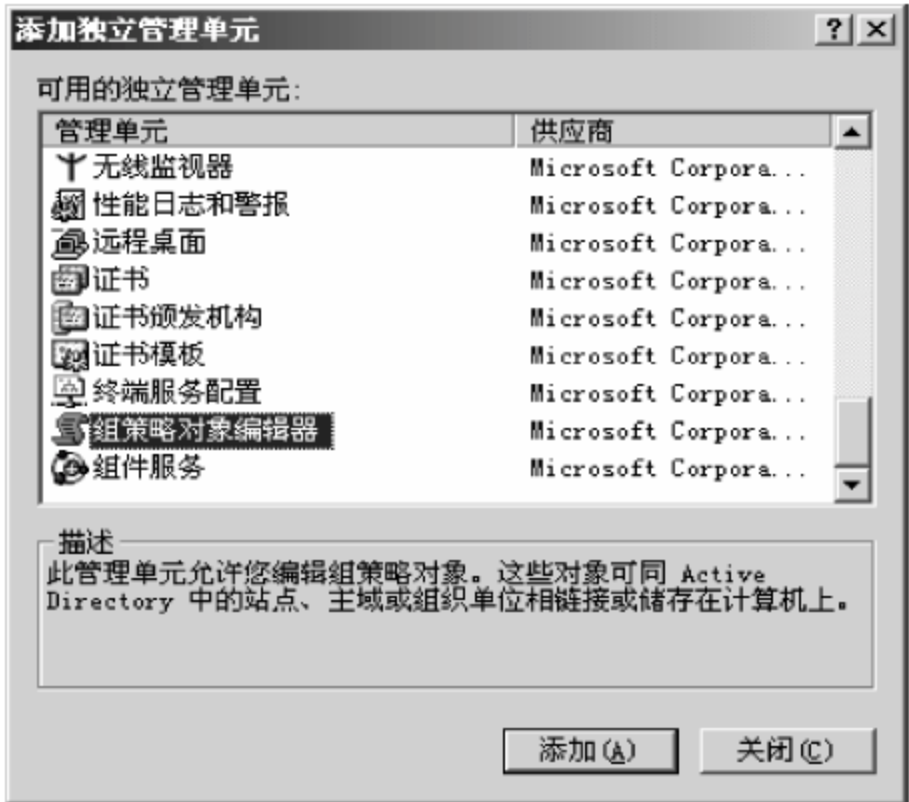 添加独立管理单元
可用的独立管理单元:
管理单元 供应商
无线监视器 Microsoft Corpora...
性能日志和警报 Microsoft Corpora...
远程桌面 Microsoft Corpora...
证书 Microsoft Corpora...
证书颁发机构 Microsoft Corpora...
证书模板 Microsoft Corpora...
终端服务配置 Microsoft Corpora...
组策略对象编辑器 Microsoft Corpora...
组件服务 Microsoft Corpora...
描述
此管理单元允许您编辑组策略对象。这些对象可同 Active
Directory 中的站点、主域或组织单位相链接或储存在计算机上。
添加(A) 关闭(C)